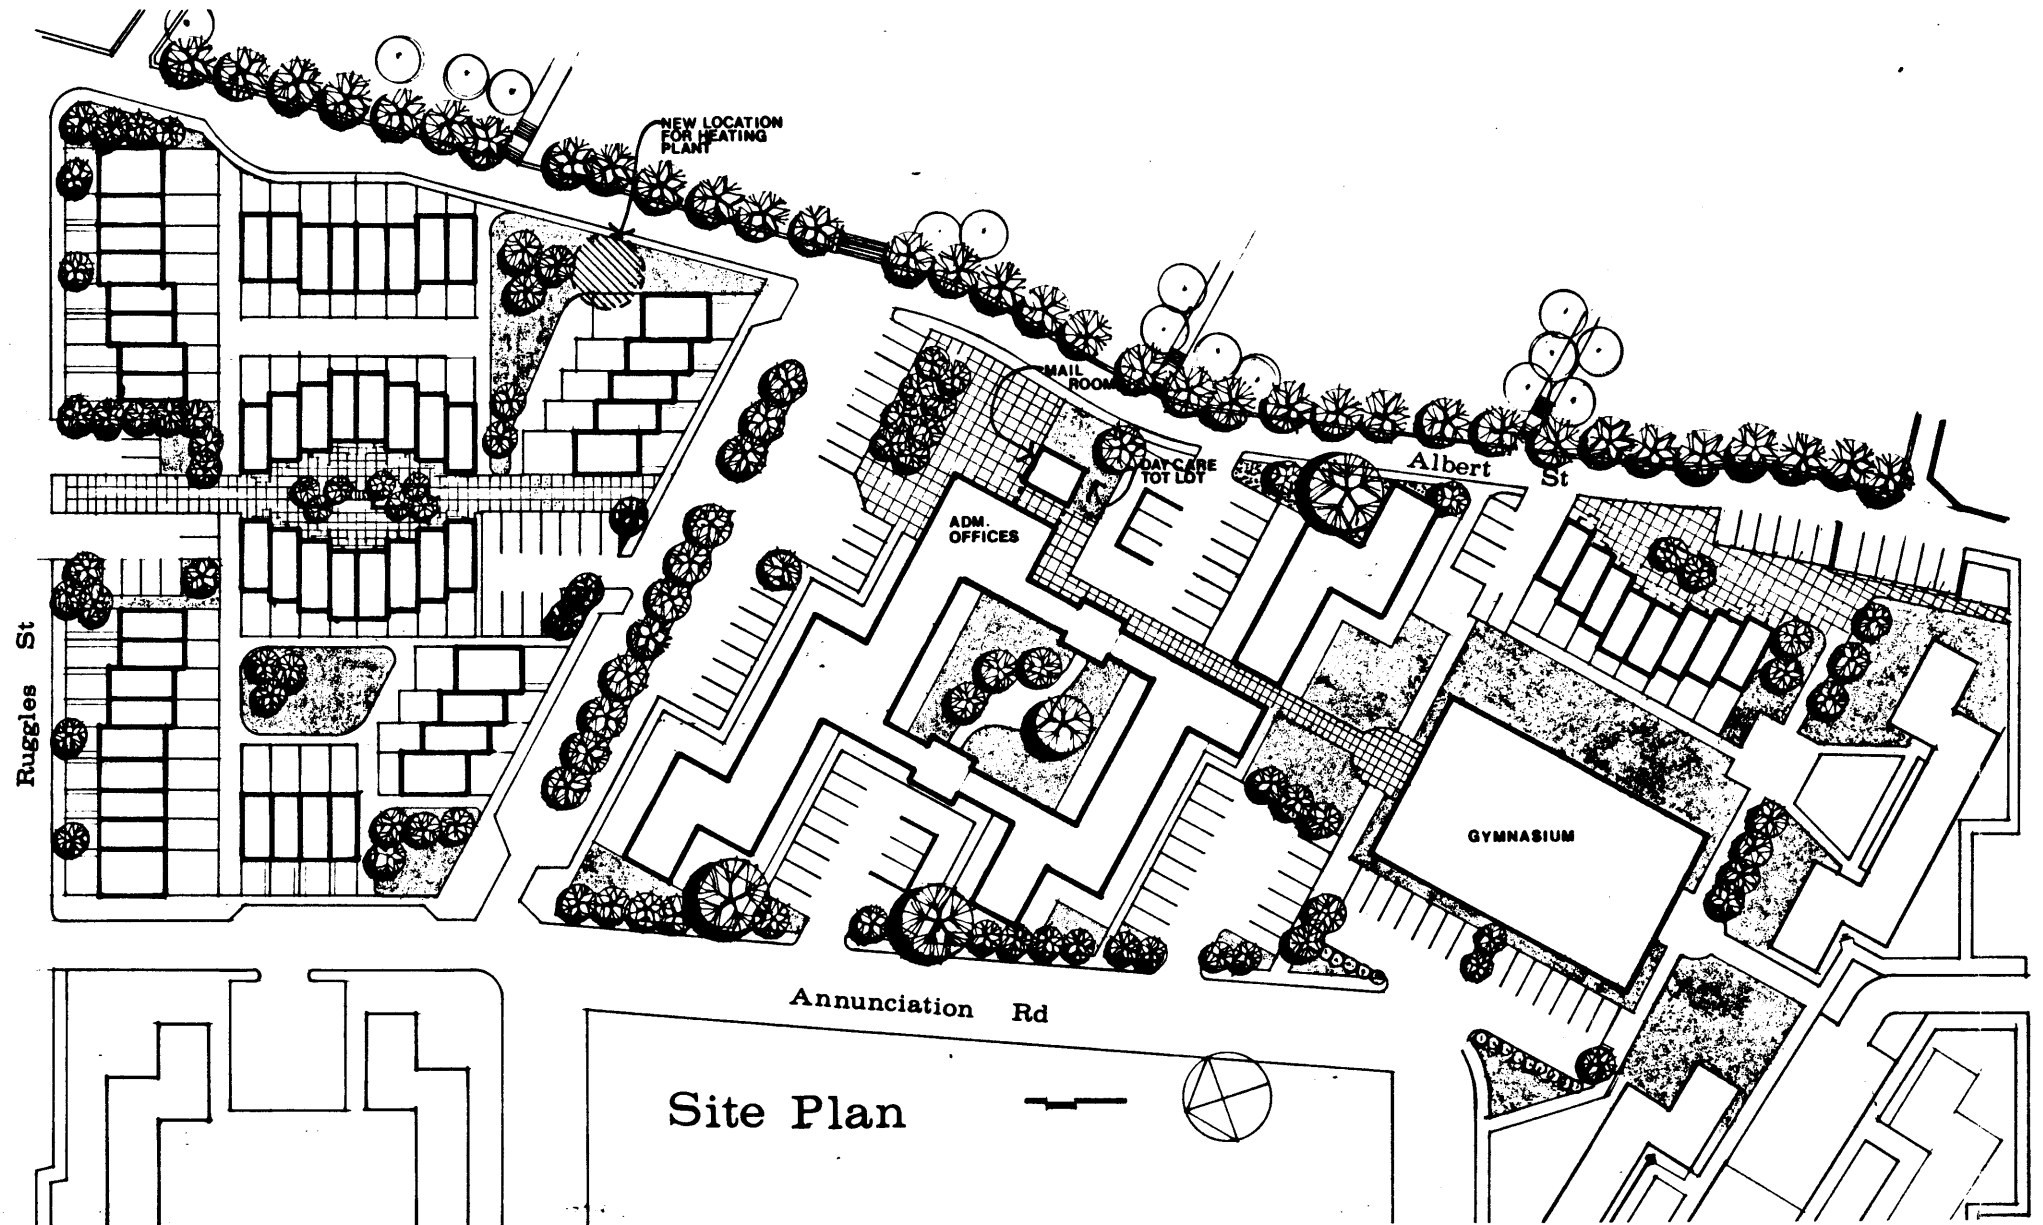 NEW LOCATION
FOR HEATING
PLANT
MAIL
ROOM
DAY CARE
TOT LOT
Albert St
ADM.
OFFICES
Ruggles St
GYMNASIUM
Annunciation Rd
Site Plan